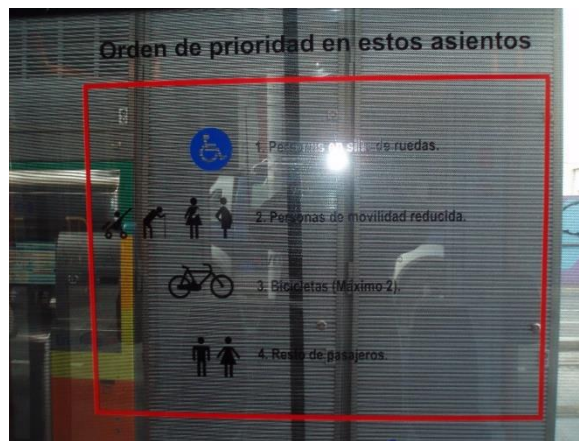 Orden de prioridad en estos asientos
1. Personas en silla de ruedas.
2. Personas de movilidad reducida.
3. Bicicletas (Máximo 2).
4. Resto de pasajeros.